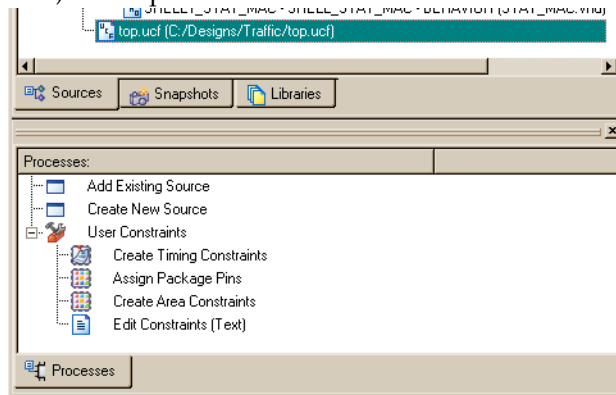 top.ucf (C:/Designs/Traffic/top.ucf)
Sources Snapshots Libraries
Processes:
Add Existing Source
Create New Source
User Constraints
Create Timing Constraints
Assign Package Pins
Create Area Constraints
Edit Constraints (Text)
Processes